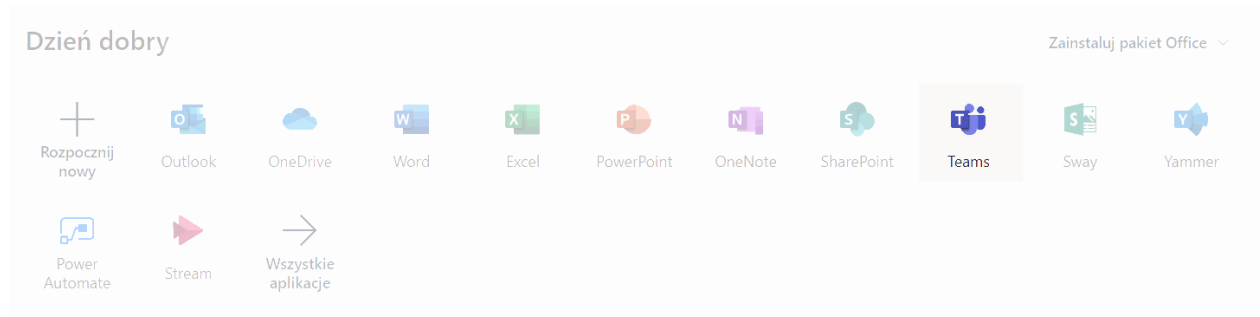 Dzień dobry
Zainstaluj pakiet Office
Rozpocznij
nowy
Outlook
OneDrive
Word
Excel
PowerPoint
OneNote
SharePoint
Teams
Sway
Yammer
Power
Automate
Stream
Wszystkie
aplikacje